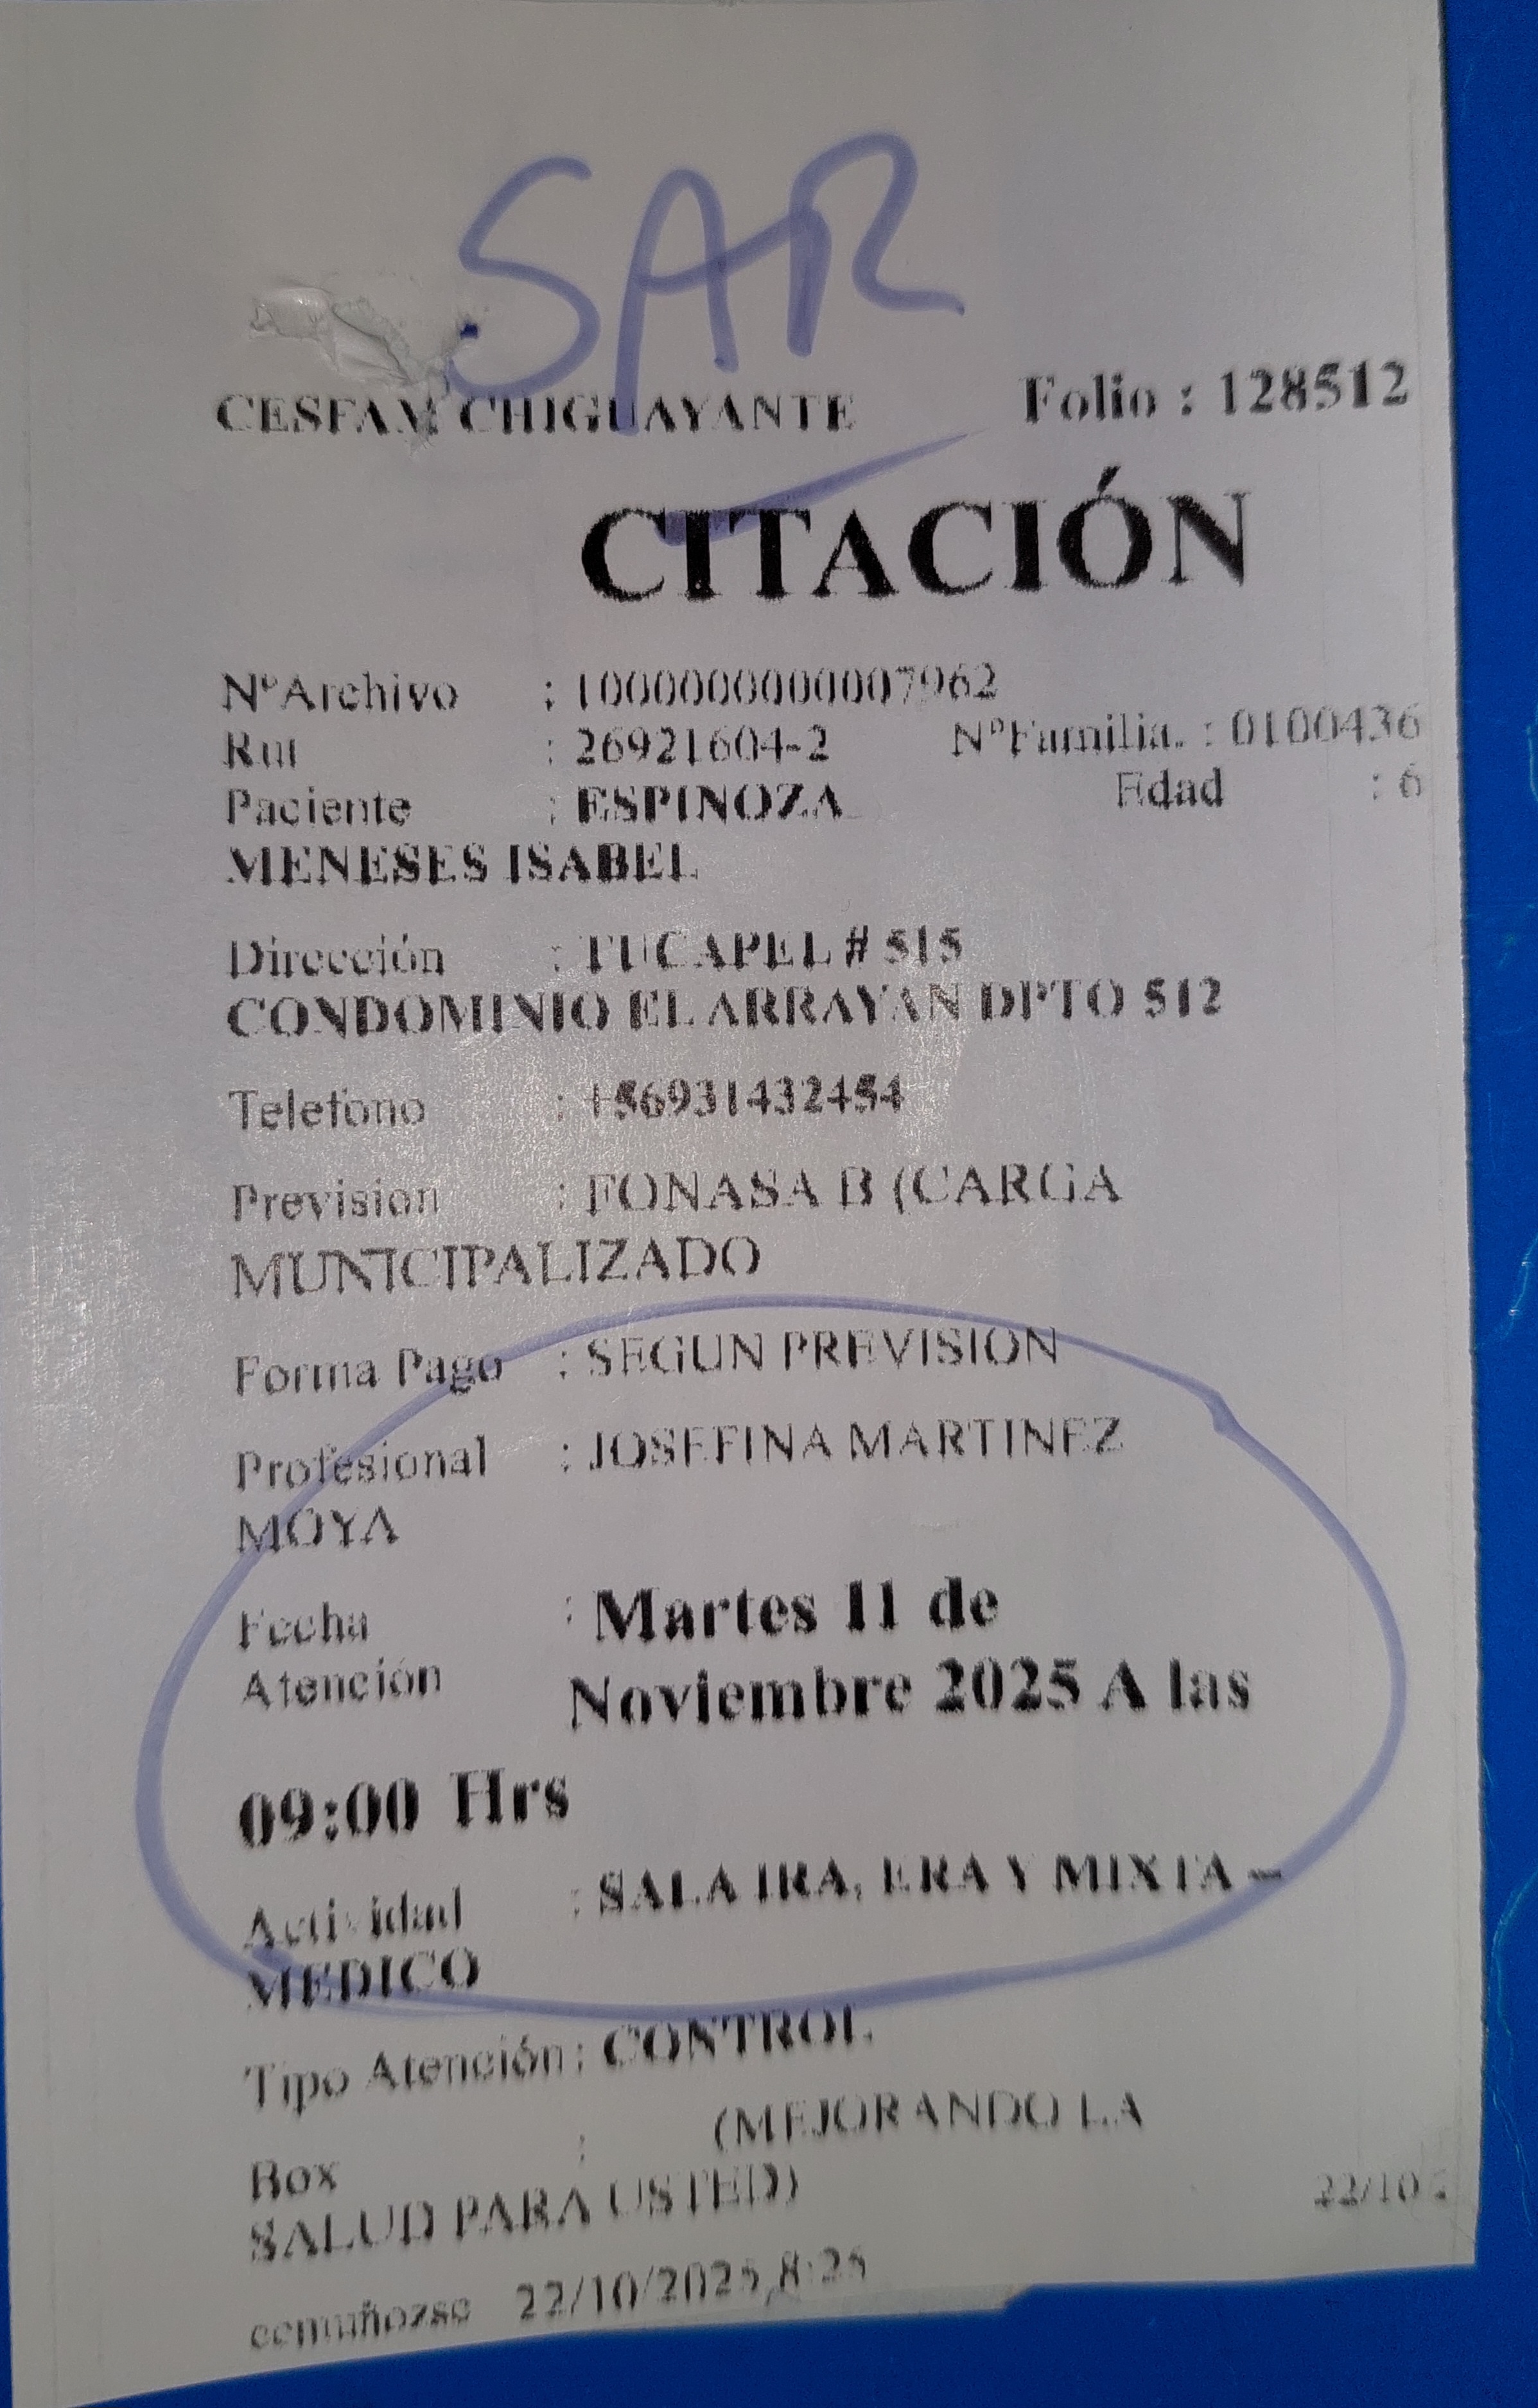 SAR
CESFAM CHIGUAYANTE Folio : 128512
CITACIÓN
NºArchivo : 1000000000007962
Rut : 26921604-2 NºFamilia. : 0100436
Paciente : ESPINOZA Edad : 6
MENESES ISABEL
Dirección : TUCAPEL # 515
CONDOMINIO EL ARRAYAN DPTO 512
Telefono : +56931432454
Prevision : FONASA B (CARGA
MUNICIPALIZADO
Forma Pago : SEGUN PREVISION
Profesional : JOSEFINA MARTINEZ
MOYA
Fecha : Martes 11 de
Atención Noviembre 2025 A las
09:00 Hrs
Actividad : SALA IRA, ERA Y MIXTA –
MEDICO
Tipo Atención : CONTROL
Box : (MEJORANDO LA
SALUD PARA USTED)
22/10
22/10/2025 8:25